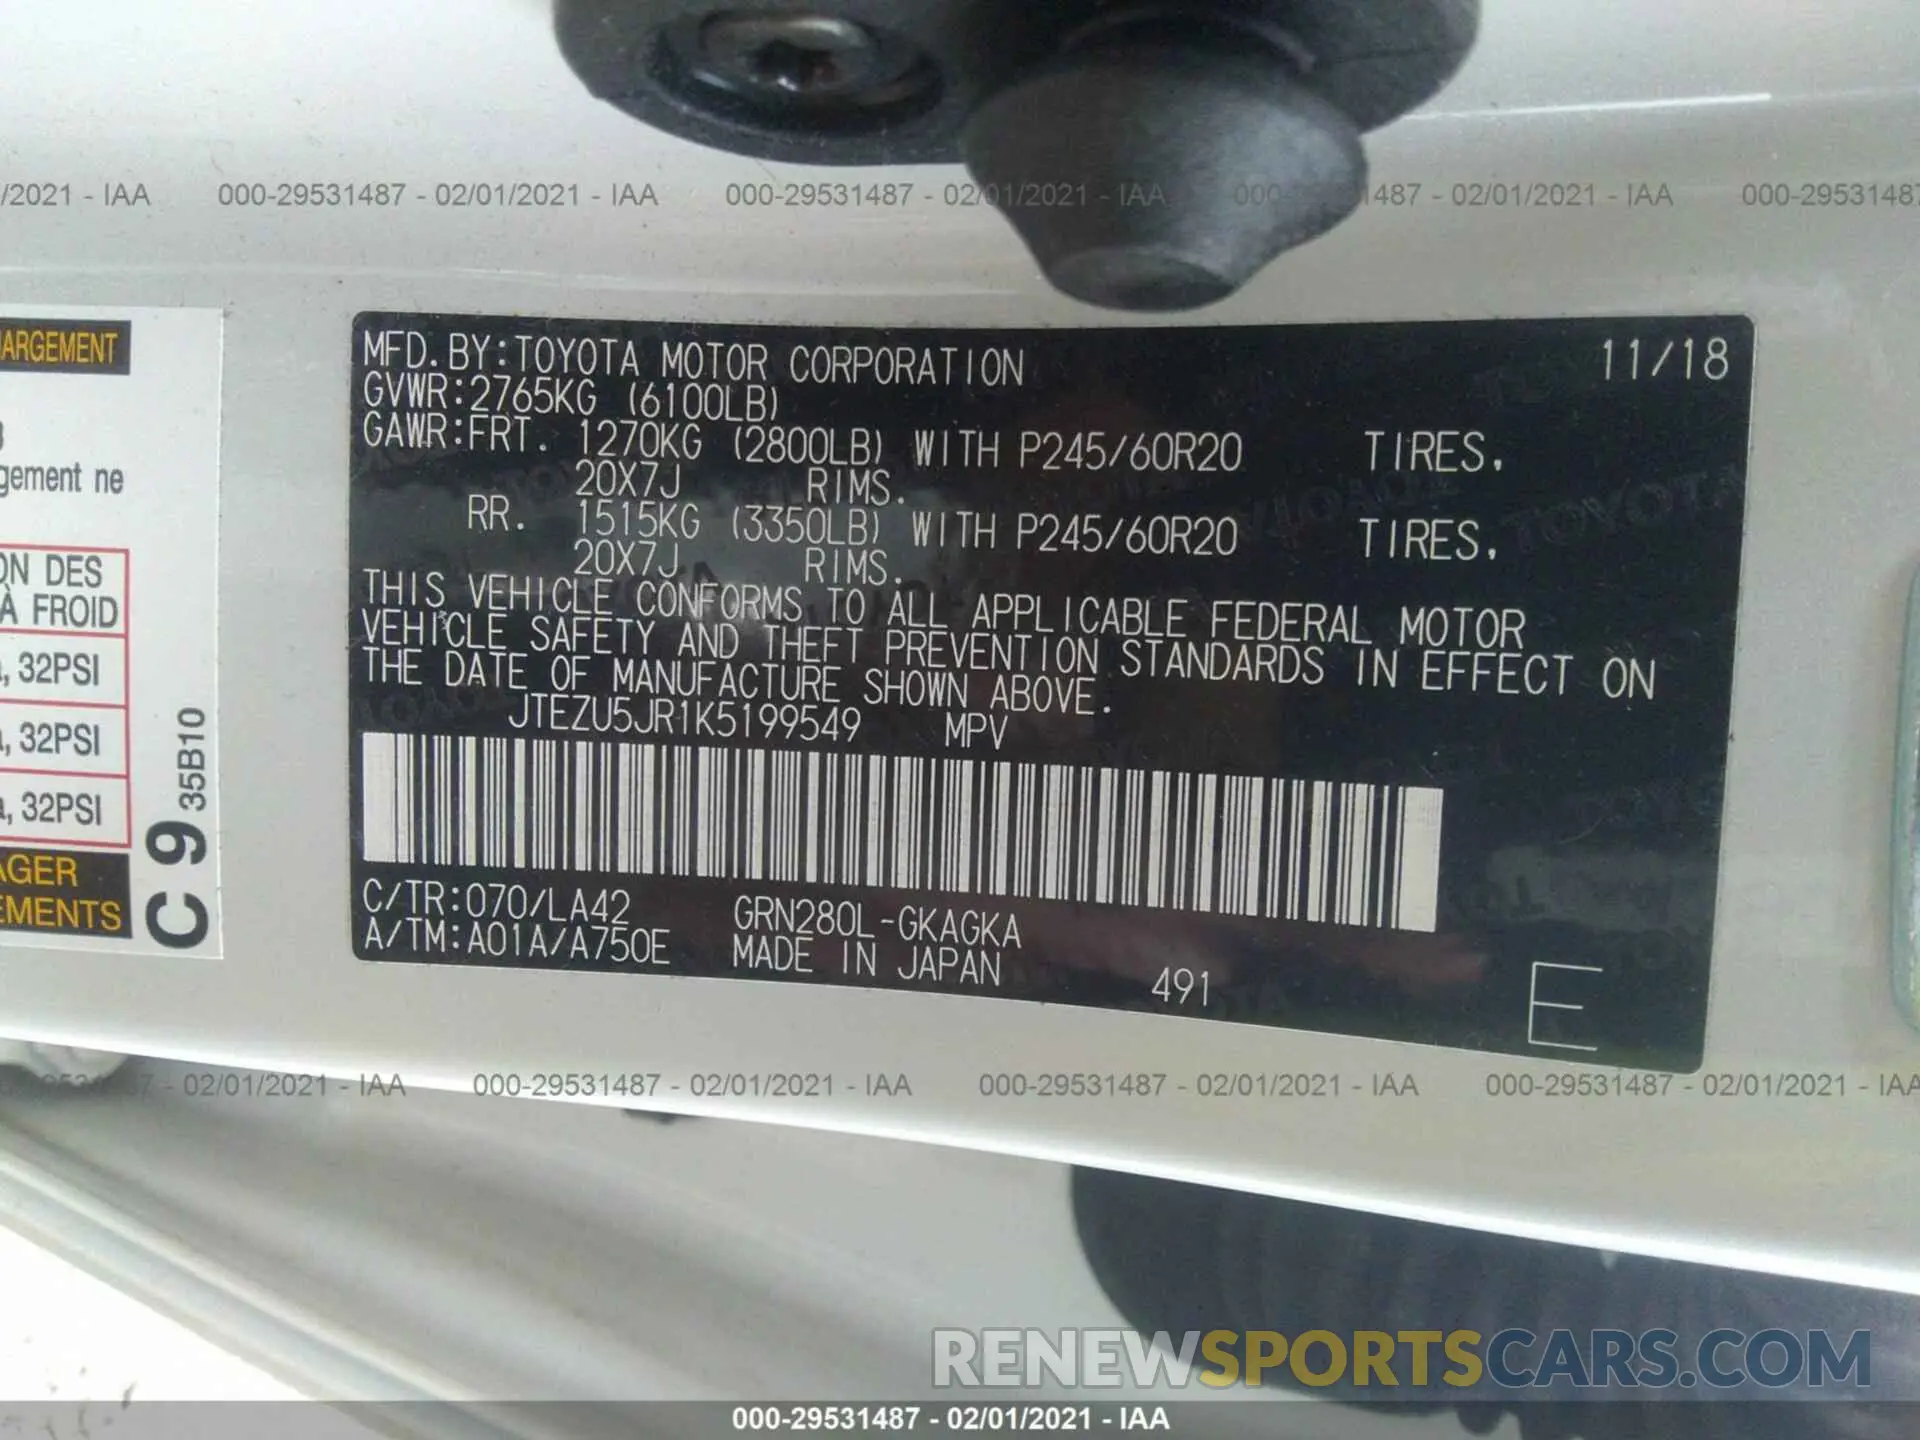 /2021 - IAA 000-29531487 - 02/01/2021 - IAA 000-29531487 - 02/01/2021 - IAA 000-29531487 - 02/01/2021 - IAA 000-29531487
ARGEMENT
gement ne
ON DES
À FROID
, 32PSI
, 32PSI
a, 32PSI
AGER
EMENTS
C 9 35B10
MFD.BY:TOYOTA MOTOR CORPORATION 11/18
GVWR:2765KG (6100LB)
GAWR:FRT. 1270KG (2800LB) WITH P245/60R20 TIRES,
20X7J RIMS.
RR. 1515KG (3350LB) WITH P245/60R20 TIRES,
20X7J RIMS.
THIS VEHICLE CONFORMS TO ALL APPLICABLE FEDERAL MOTOR
VEHICLE SAFETY AND THEFT PREVENTION STANDARDS IN EFFECT ON
THE DATE OF MANUFACTURE SHOWN ABOVE.
JTEZU5JR1K5199549 MPV
C/TR:070/LA42 GRN280L-GKAGKA
A/TM:A01A/A750E MADE IN JAPAN 491 E
487 - 02/01/2021 - IAA 000-29531487 - 02/01/2021 - IAA 000-29531487 - 02/01/2021 - IAA 000-29531487 - 02/01/2021 - IAA
RENEWSPORTSCARS.COM
000-29531487 - 02/01/2021 - IAA